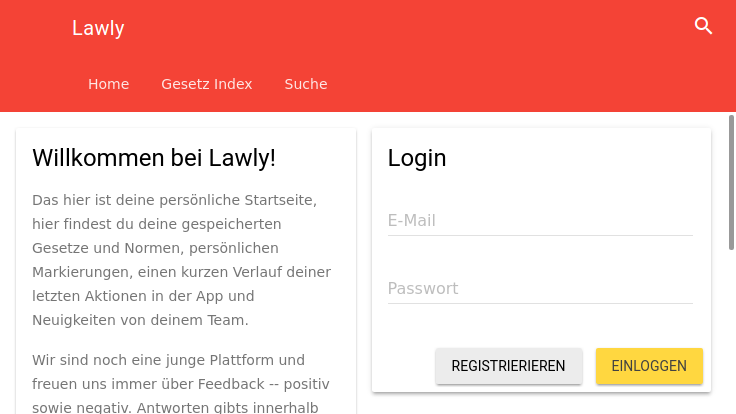 Lawly
Home Gesetz Index Suche
Willkommen bei Lawly!
Das hier ist deine persönliche Startseite,
hier findest du deine gespeicherten
Gesetze und Normen, persönlichen
Markierungen, einen kurzen Verlauf deiner
letzten Aktionen in der App und
Neuigkeiten von deinem Team.
Wir sind noch eine junge Plattform und
freuen uns immer über Feedback -- positiv
sowie negativ. Antworten gibts innerhalb
Login
E-Mail
Passwort
REGISTRIERIEREN EINLOGGEN